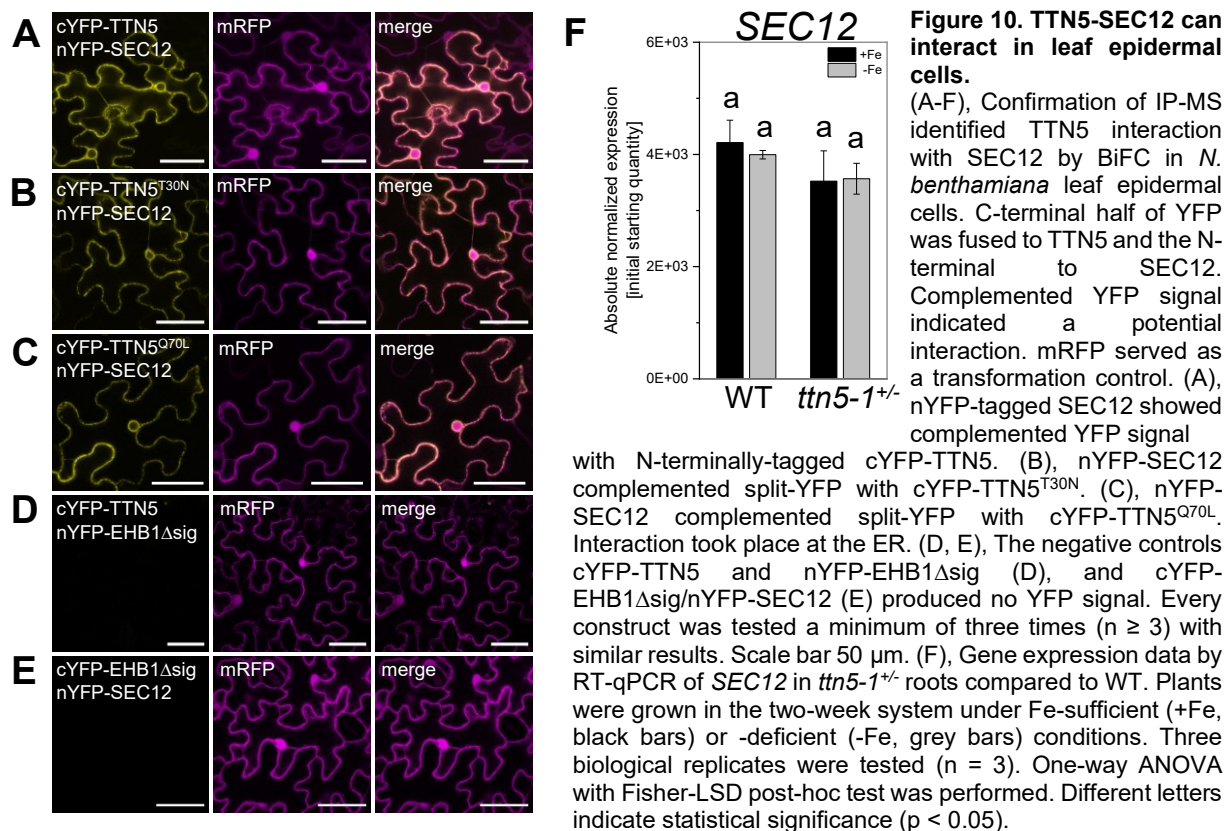 A
cYFP-TTN5
nYFP-SEC12
mRFP
merge
B
cYFP-TTN5T30N
nYFP-SEC12
mRFP
merge
C
cYFP-TTN5Q70L
nYFP-SEC12
mRFP
merge
D
cYFP-TTN5
nYFP-EHB1Δsig
mRFP
merge
E
cYFP-EHB1Δsig
nYFP-SEC12
mRFP
merge
F
SEC12
6E+03
4E+03
2E+03
0E+00
Absolute normalized expression
[initial starting quantity]
+Fe
-Fe
a
a
a
a
WT
ttn5-1+/-
Figure 10. TTN5-SEC12 can
interact in leaf epidermal
cells.
(A-F), Confirmation of IP-MS
identified TTN5 interaction
with SEC12 by BiFC in N.
benthamiana leaf epidermal
cells. C-terminal half of YFP
was fused to TTN5 and the N-
terminal to SEC12.
Complemented YFP signal
indicated a potential
interaction. mRFP served as
a transformation control. (A),
nYFP-tagged SEC12 showed
complemented YFP signal
with N-terminally-tagged cYFP-TTN5. (B), nYFP-SEC12
complemented split-YFP with cYFP-TTN5T30N. (C), nYFP-
SEC12 complemented split-YFP with cYFP-TTN5Q70L.
Interaction took place at the ER. (D, E), The negative controls
cYFP-TTN5 and nYFP-EHB1Δsig (D), and cYFP-
EHB1Δsig/nYFP-SEC12 (E) produced no YFP signal. Every
construct was tested a minimum of three times (n ≥ 3) with
similar results. Scale bar 50 µm. (F), Gene expression data by
RT-qPCR of SEC12 in ttn5-1+/- roots compared to WT. Plants
were grown in the two-week system under Fe-sufficient (+Fe,
black bars) or -deficient (-Fe, grey bars) conditions. Three
biological replicates were tested (n = 3). One-way ANOVA
with Fisher-LSD post-hoc test was performed. Different letters
indicate statistical significance (p < 0.05).